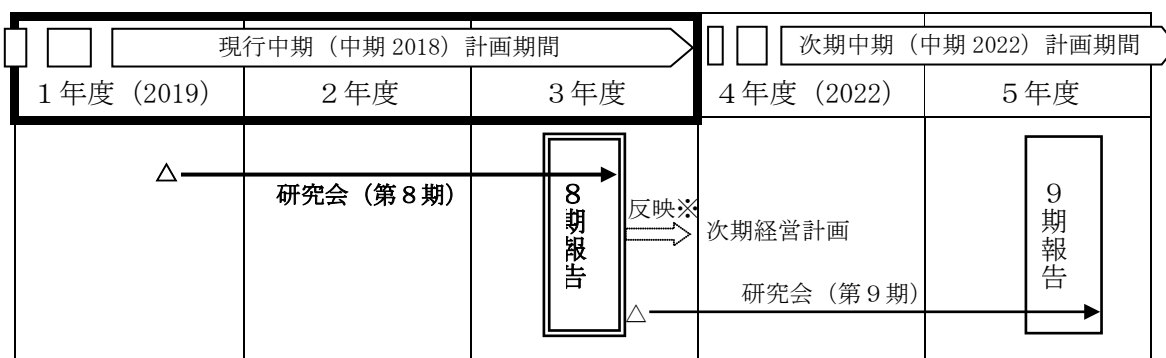 現行中期（中期 2018）計画期間
次期中期（中期 2022）計画期間
１年度（2019）
２年度
３年度
４年度（2022）
５年度
研究会（第８期）
８期報告
反映※
次期経営計画
９期報告
研究会（第９期）